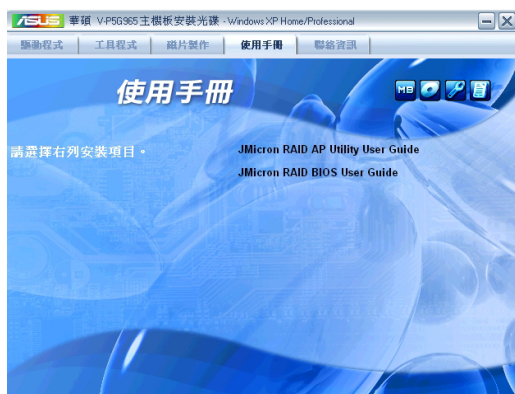 ASUS 華碩 V-P5G965主機板安裝光碟 - Windows XP Home/Professional
驅動程式 工具程式 磁片製作 使用手冊 聯絡資訊
使用手冊
MB
請選擇右列安裝項目。
JMicron RAID AP Utility User Guide
JMicron RAID BIOS User Guide